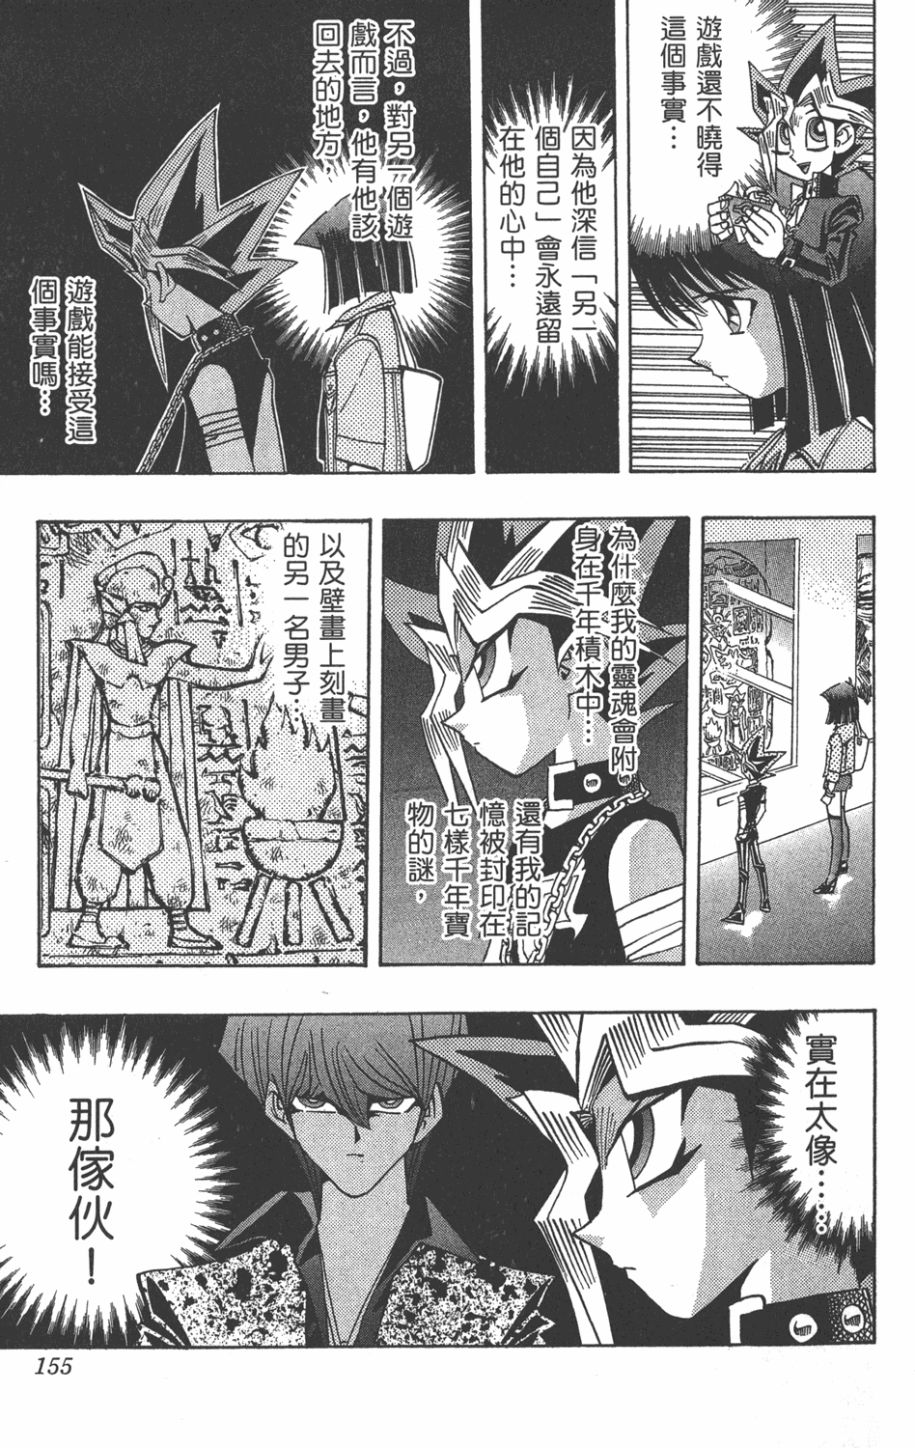 遊戲還不曉得
這個事實…
因為他深信「另一
個自己」會永遠留
在他的心中…
不過，對另一個遊
戲而言，他有他該
回去的地方，
遊戲能接受這
個事實嗎…
為什麼我的靈魂會附
身在千年積木中…
還有我的記
憶被封印在
七樣千年寶
物的謎，
以及壁畫上刻畫
的另一名男子…
實在太像……
那傢伙！
155